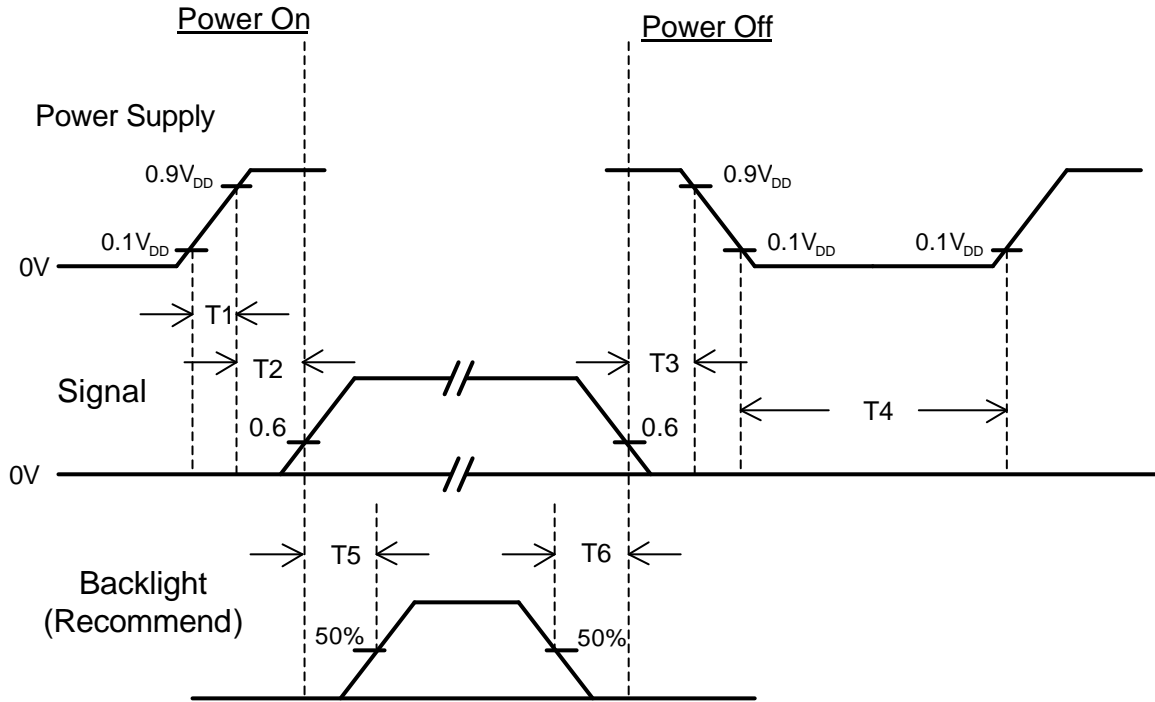 Power On
Power Off
Power Supply
0.9VDD
0.9VDD
0.1VDD
0.1VDD
0.1VDD
0V
T1
T2
T3
T4
Signal
0.6
0.6
0V
T5
T6
Backlight
(Recommend)
50%
50%